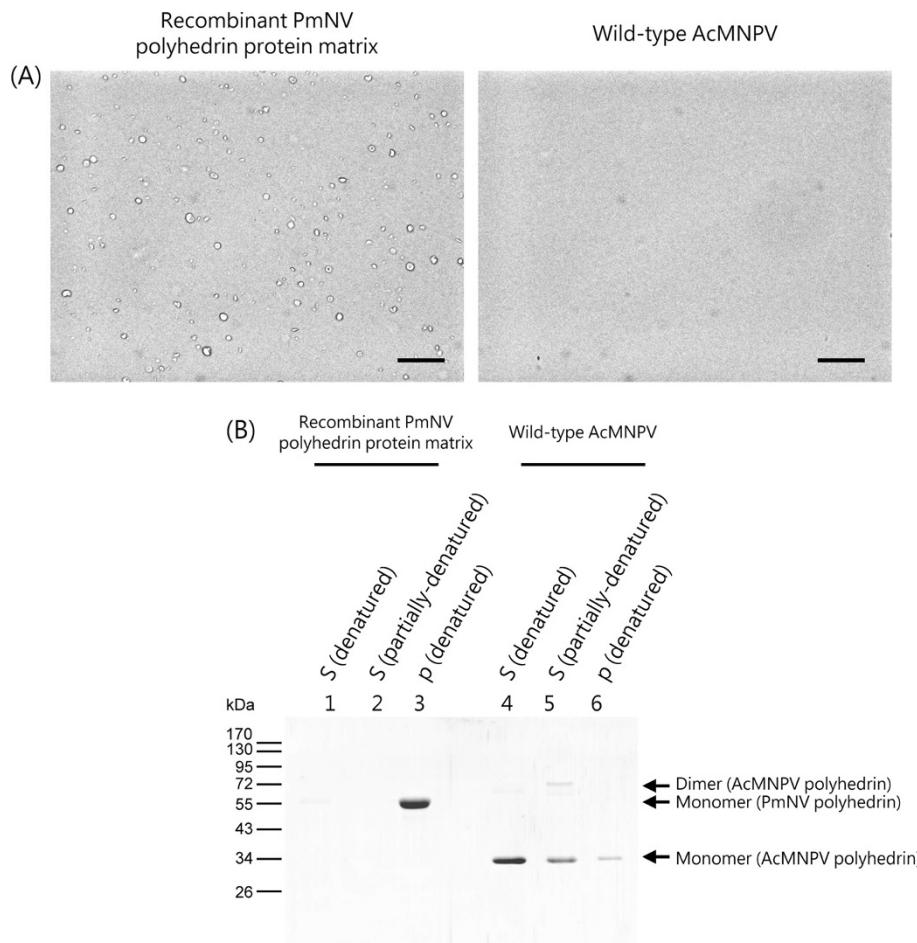 Recombinant PmNV
polyhedrin protein matrix
Wild-type AcMNPV
(A)
(B)
Recombinant PmNV
polyhedrin protein matrix
Wild-type AcMNPV
S (denatured)
S (partially-denatured)
p (denatured)
S (denatured)
S (partially-denatured)
p (denatured)
kDa
1 2 3 4 5 6
170
130
95
72
55
43
34
26
Dimer (AcMNPV polyhedrin)
Monomer (PmNV polyhedrin)
Monomer (AcMNPV polyhedrin)